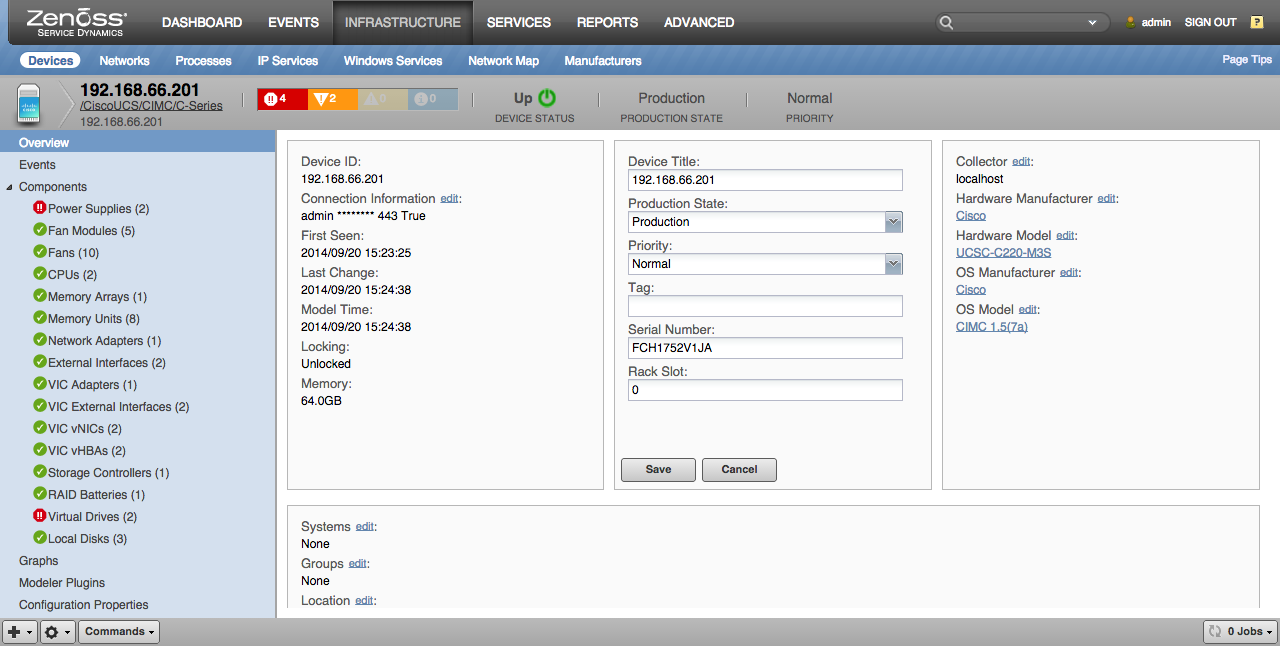 Zenoss
SERVICE DYNAMICS
DASHBOARD EVENTS INFRASTRUCTURE SERVICES REPORTS ADVANCED
admin SIGN OUT ?
Devices Networks Processes IP Services Windows Services Network Map Manufacturers Page Tips
192.168.66.201
/CiscoUCS/CIMC/C-Series
192.168.66.201
4 2 0 0
Up
DEVICE STATUS
Production
PRODUCTION STATE
Normal
PRIORITY
Overview
Events
Components
Power Supplies (2)
Fan Modules (5)
Fans (10)
CPUs (2)
Memory Arrays (1)
Memory Units (8)
Network Adapters (1)
External Interfaces (2)
VIC Adapters (1)
VIC External Interfaces (2)
VIC vNICs (2)
VIC vHBAs (2)
Storage Controllers (1)
RAID Batteries (1)
Virtual Drives (2)
Local Disks (3)
Graphs
Modeler Plugins
Configuration Properties
Device ID:
192.168.66.201
Connection Information edit:
admin ******** 443 True
First Seen:
2014/09/20 15:23:25
Last Change:
2014/09/20 15:24:38
Model Time:
2014/09/20 15:24:38
Locking:
Unlocked
Memory:
64.0GB
Device Title:
192.168.66.201
Production State:
Production
Priority:
Normal
Tag:
Serial Number:
FCH1752V1JA
Rack Slot:
0
Save Cancel
Collector edit:
localhost
Hardware Manufacturer edit:
Cisco
Hardware Model edit:
UCSC-C220-M3S
OS Manufacturer edit:
Cisco
OS Model edit:
CIMC 1.5(7a)
Systems edit:
None
Groups edit:
None
Location edit:
Commands
0 Jobs